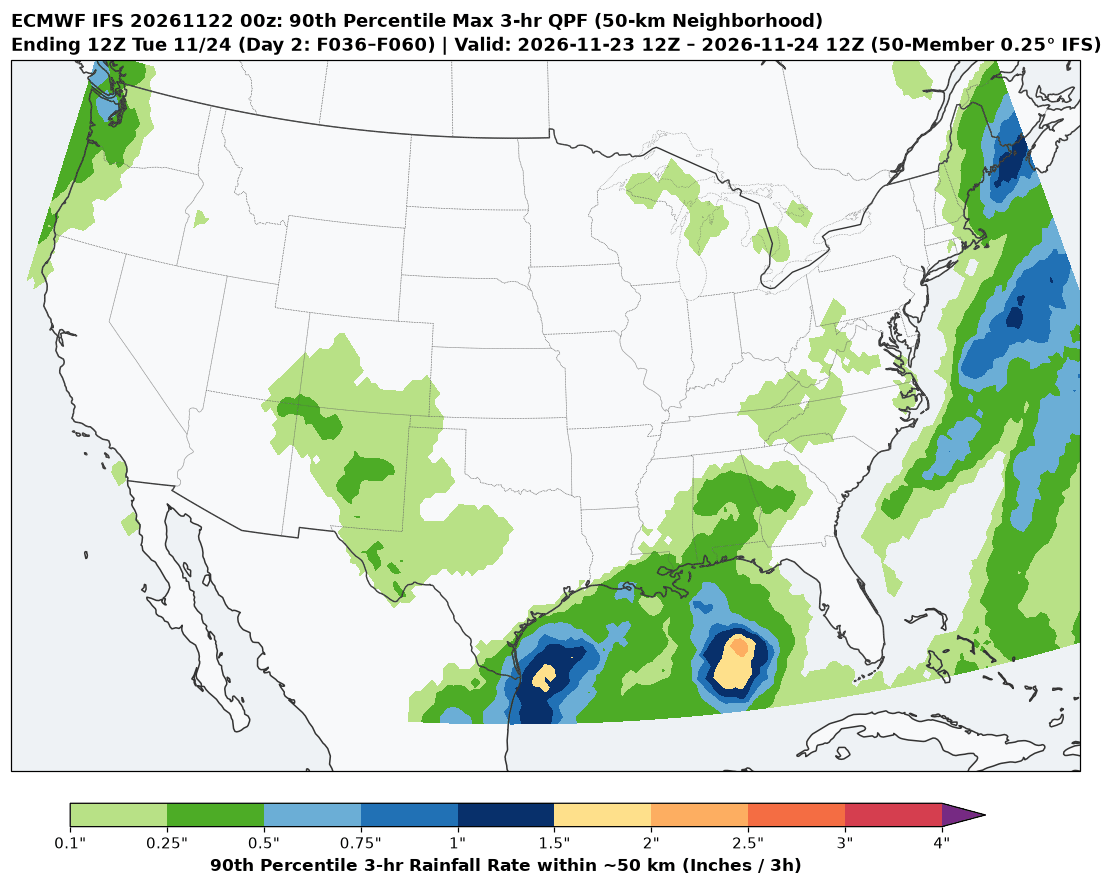 ECMWF IFS 20261122 00z: 90th Percentile Max 3-hr QPF (50-km Neighborhood)
Ending 12Z Tue 11/24 (Day 2: F036–F060) | Valid: 2026-11-23 12Z – 2026-11-24 12Z (50-Member 0.25° IFS)
0.1" 0.25" 0.5" 0.75" 1" 1.5" 2" 2.5" 3" 4"
90th Percentile 3-hr Rainfall Rate within ~50 km (Inches / 3h)